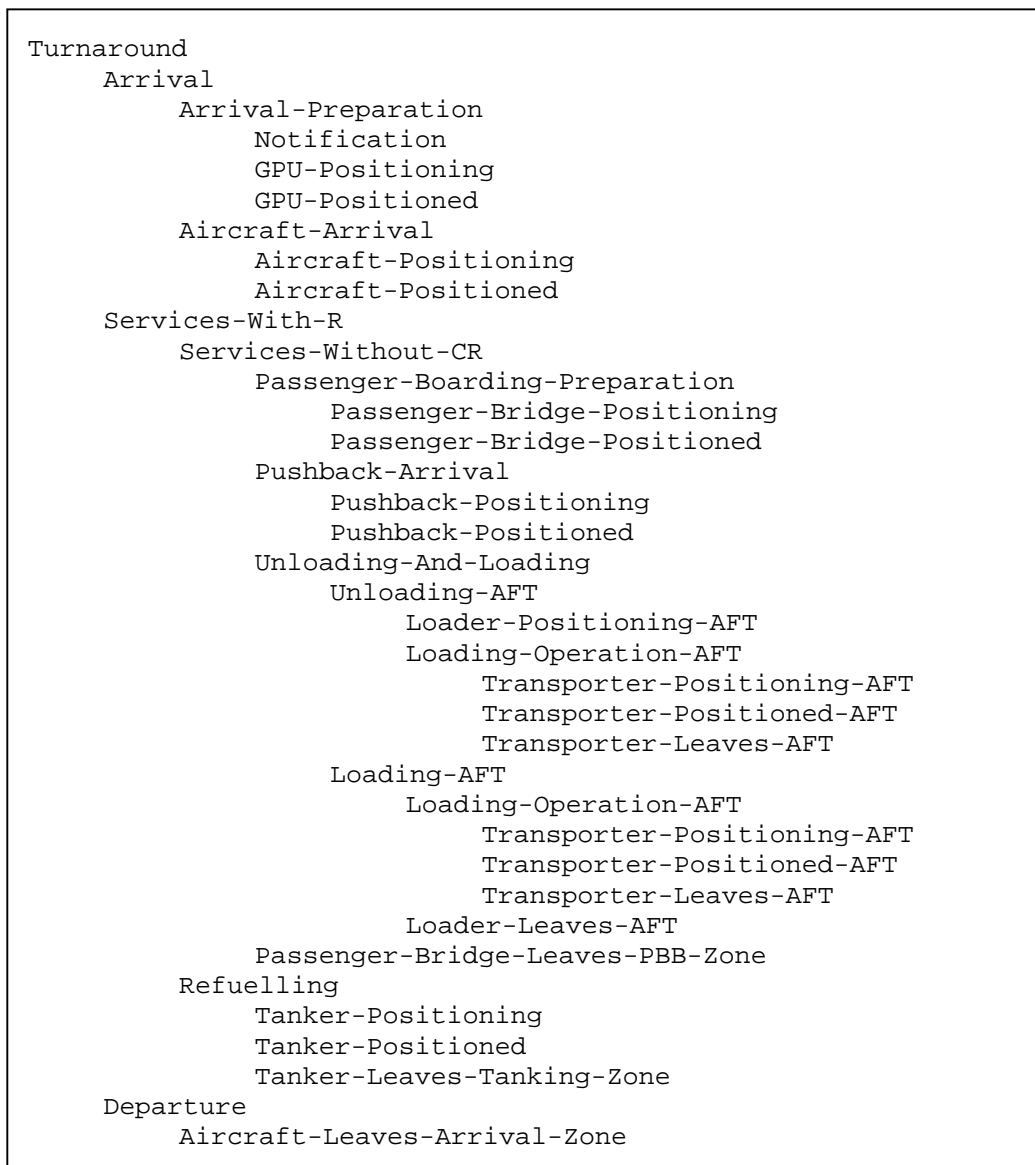 Turnaround
Arrival
Arrival-Preparation
Notification
GPU-Positioning
GPU-Positioned
Aircraft-Arrival
Aircraft-Positioning
Aircraft-Positioned
Services-With-R
Services-Without-CR
Passenger-Boarding-Preparation
Passenger-Bridge-Positioning
Passenger-Bridge-Positioned
Pushback-Arrival
Pushback-Positioning
Pushback-Positioned
Unloading-And-Loading
Unloading-AFT
Loader-Positioning-AFT
Loading-Operation-AFT
Transporter-Positioning-AFT
Transporter-Positioned-AFT
Transporter-Leaves-AFT
Loading-AFT
Loading-Operation-AFT
Transporter-Positioning-AFT
Transporter-Positioned-AFT
Transporter-Leaves-AFT
Loader-Leaves-AFT
Passenger-Bridge-Leaves-PBB-Zone
Refuelling
Tanker-Positioning
Tanker-Positioned
Tanker-Leaves-Tanking-Zone
Departure
Aircraft-Leaves-Arrival-Zone